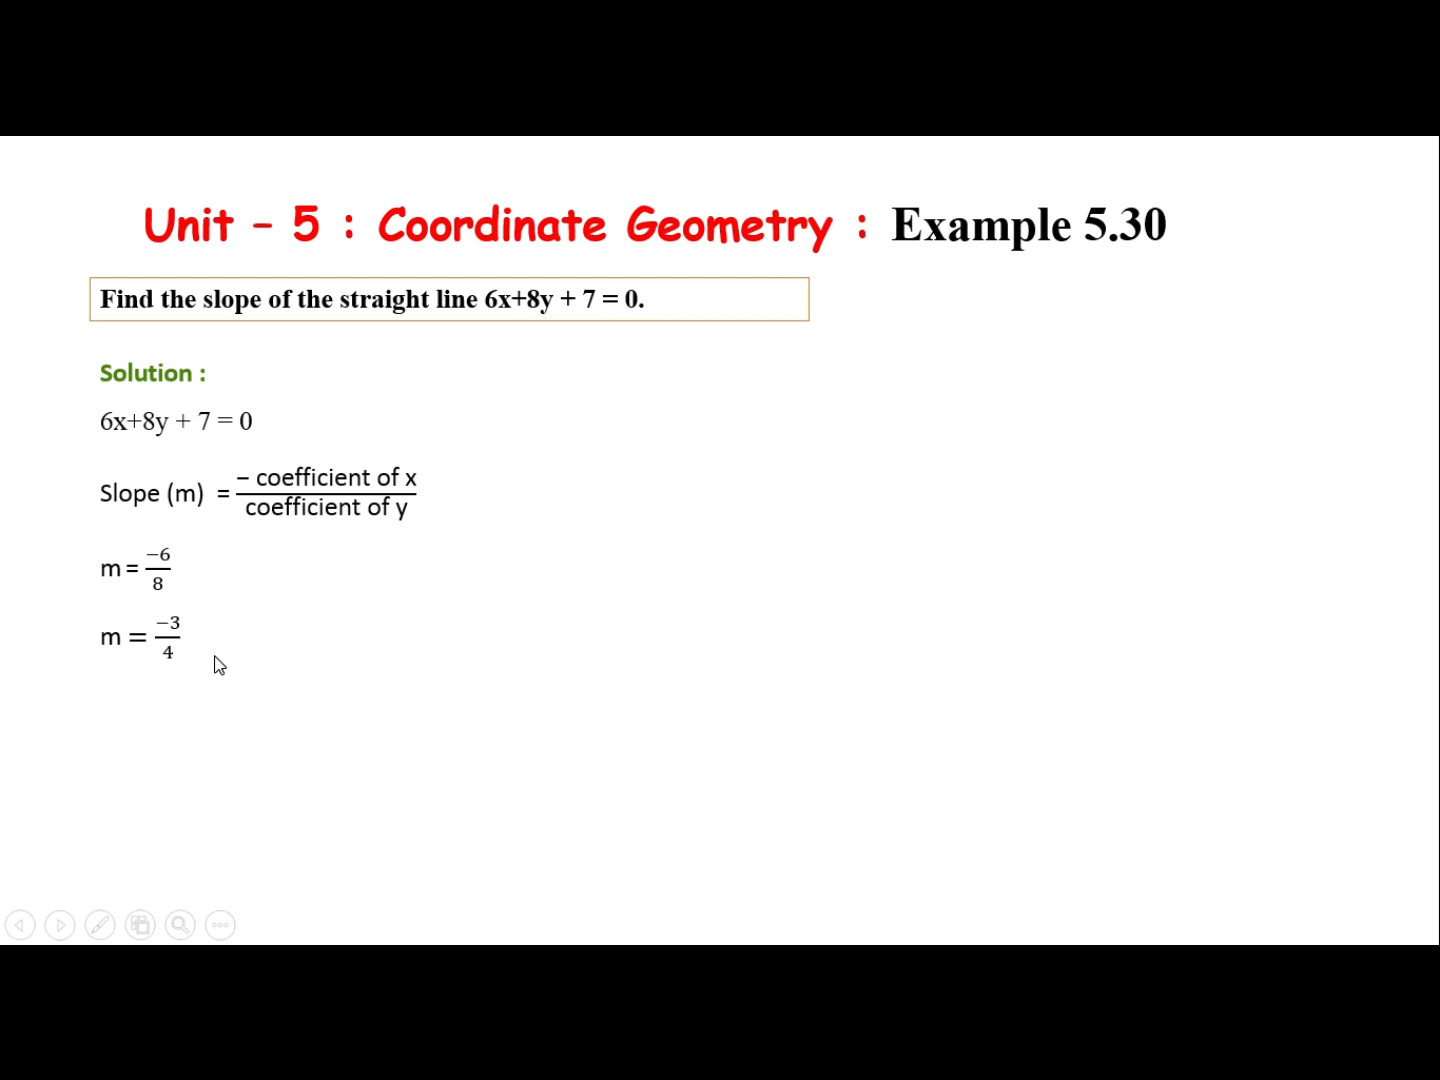 Unit – 5 : Coordinate Geometry : Example 5.30
Find the slope of the straight line 6x+8y + 7 = 0.
Solution :
6x+8y + 7 = 0
Slope (m) = − coefficient of x / coefficient of y
m = −6/8
m = −3/4